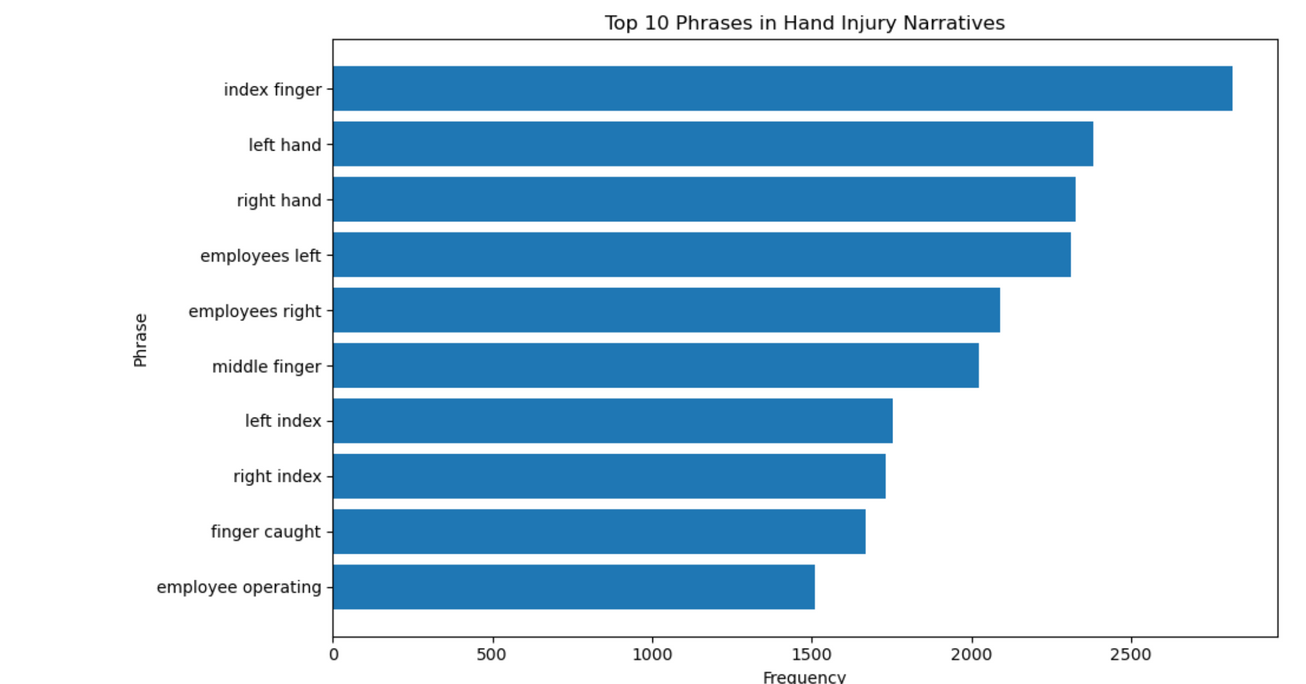 Top 10 Phrases in Hand Injury Narratives
index finger
left hand
right hand
employees left
employees right
middle finger
left index
right index
finger caught
employee operating
Phrase
0 500 1000 1500 2000 2500
Frequency